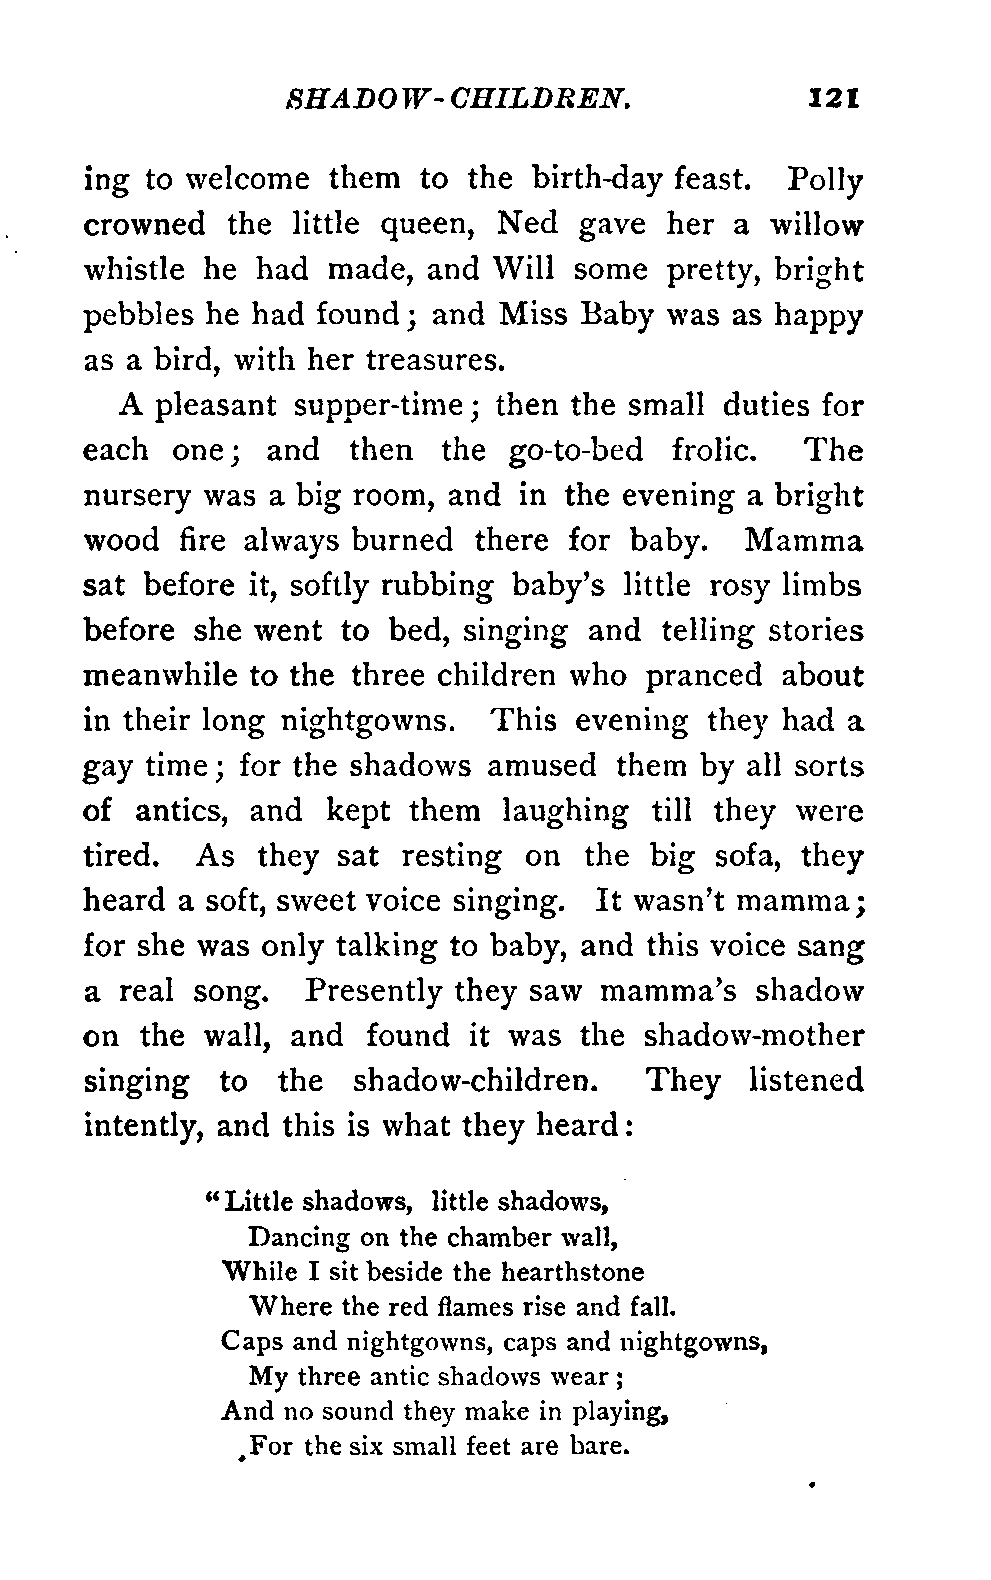 SHADOW-CHILDREN. 121
ing to welcome them to the birth-day feast. Polly
crowned the little queen, Ned gave her a willow
whistle he had made, and Will some pretty, bright
pebbles he had found; and Miss Baby was as happy
as a bird, with her treasures.
A pleasant supper-time; then the small duties for
each one; and then the go-to-bed frolic. The
nursery was a big room, and in the evening a bright
wood fire always burned there for baby. Mamma
sat before it, softly rubbing baby's little rosy limbs
before she went to bed, singing and telling stories
meanwhile to the three children who pranced about
in their long nightgowns. This evening they had a
gay time; for the shadows amused them by all sorts
of antics, and kept them laughing till they were
tired. As they sat resting on the big sofa, they
heard a soft, sweet voice singing. It wasn't mamma;
for she was only talking to baby, and this voice sang
a real song. Presently they saw mamma's shadow
on the wall, and found it was the shadow-mother
singing to the shadow-children. They listened
intently, and this is what they heard:
"Little shadows, little shadows,
Dancing on the chamber wall,
While I sit beside the hearthstone
Where the red flames rise and fall.
Caps and nightgowns, caps and nightgowns,
My three antic shadows wear;
And no sound they make in playing,
For the six small feet are bare.